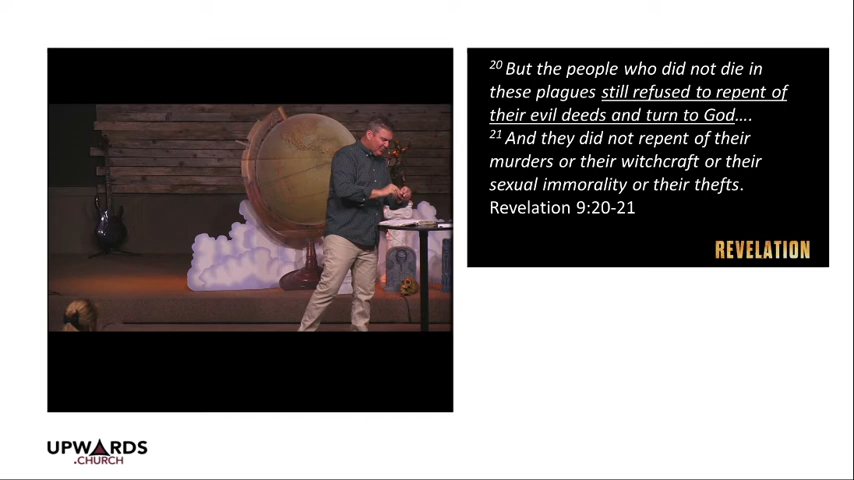 20 But the people who did not die in
these plagues still refused to repent of
their evil deeds and turn to God….
21 And they did not repent of their
murders or their witchcraft or their
sexual immorality or their thefts.
Revelation 9:20-21
REVELATION
UPWARDS
.CHURCH